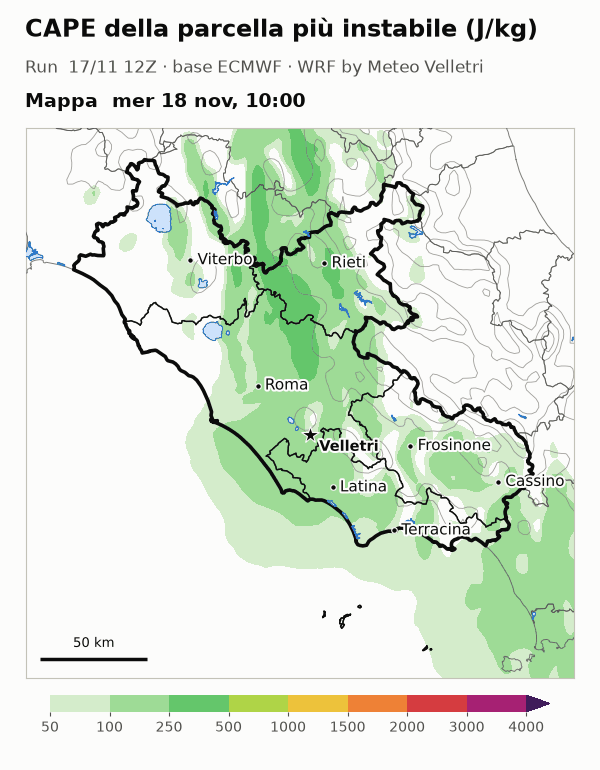 CAPE della parcella più instabile (J/kg)
Run  17/11 12Z · base ECMWF · WRF by Meteo Velletri
Mappa  mer 18 nov, 10:00
Viterbo
Rieti
Roma
Velletri
Frosinone
Latina
Cassino
Terracina
50 km
50 100 250 500 1000 1500 2000 3000 4000